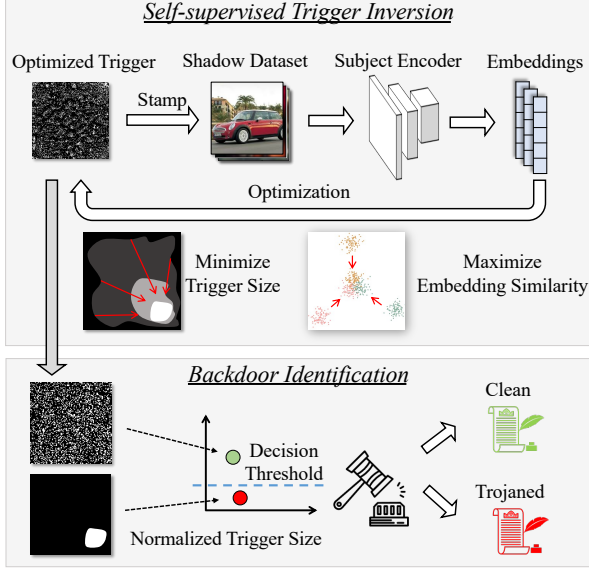 Self-supervised Trigger Inversion
Optimized Trigger
Shadow Dataset
Subject Encoder
Embeddings
Stamp
Optimization
Minimize
Trigger Size
Maximize
Embedding Similarity
Backdoor Identification
Decision
Threshold
Normalized Trigger Size
Clean
Trojaned